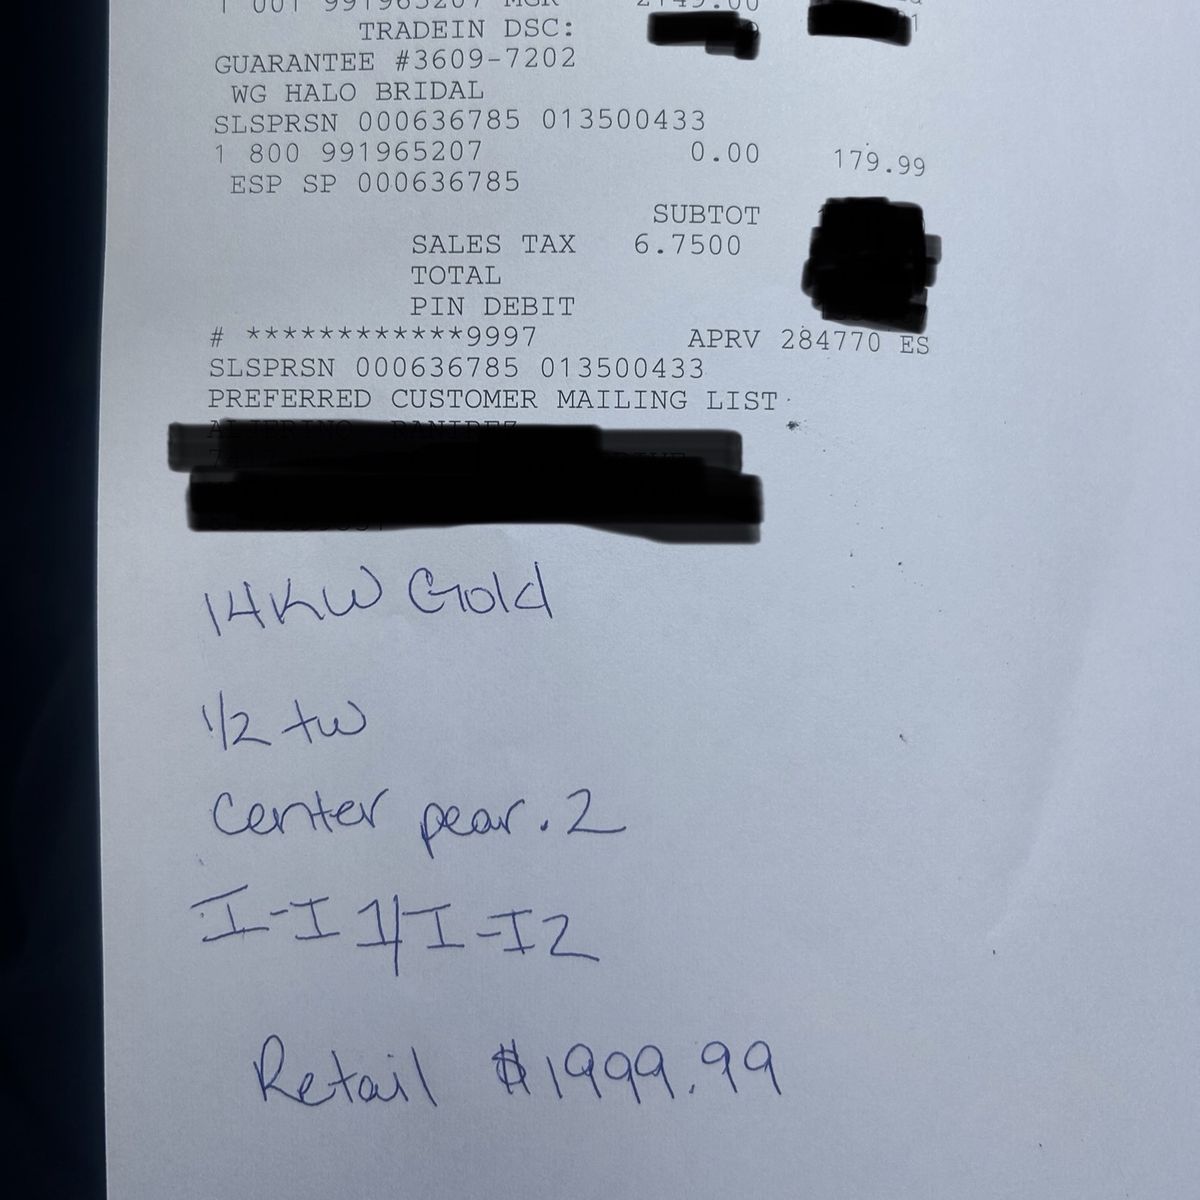 TRADEIN DSC:
GUARANTEE #3609-7202
WG HALO BRIDAL
SLSPRSN 000636785 013500433
1 800 991965207 0.00 179.99
ESP SP 000636785
SUBTOT
SALES TAX 6.7500
TOTAL
PIN DEBIT
# ************9997 APRV 284770 ES
SLSPRSN 000636785 013500433
PREFERRED CUSTOMER MAILING LIST
14KW Gold
1/2 tw
Center pear .2
I-I1/I-I2
Retail $1999.99